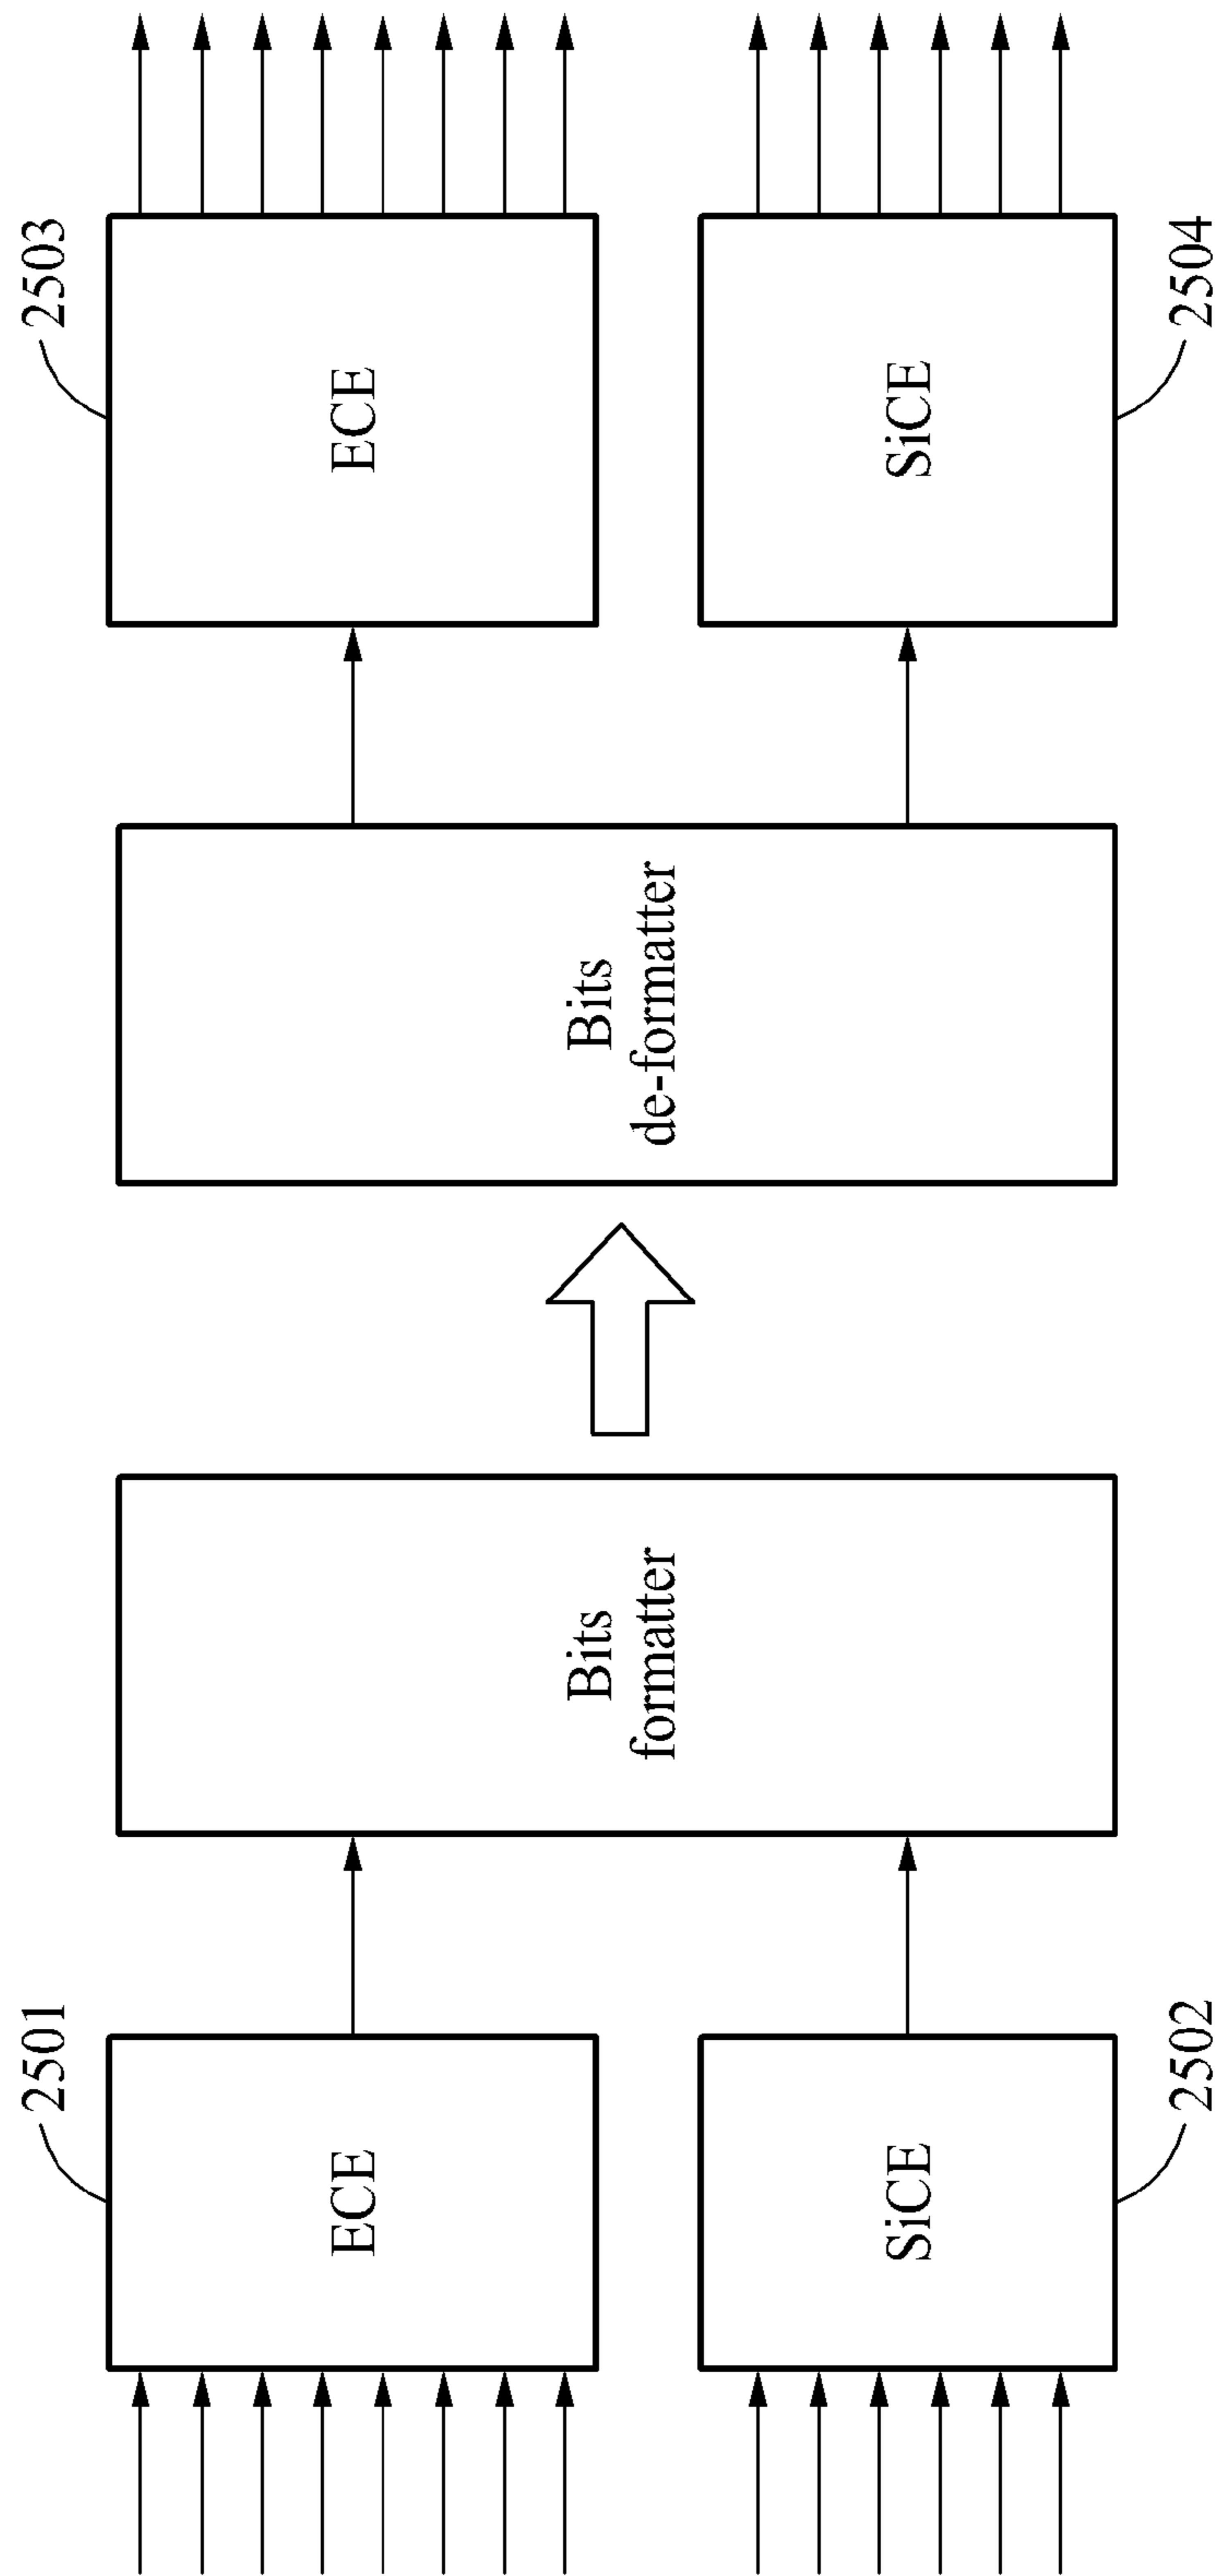 2501
ECE
2502
SiCE
Bits
formatter
Bits
de-formatter
2503
ECE
2504
SiCE